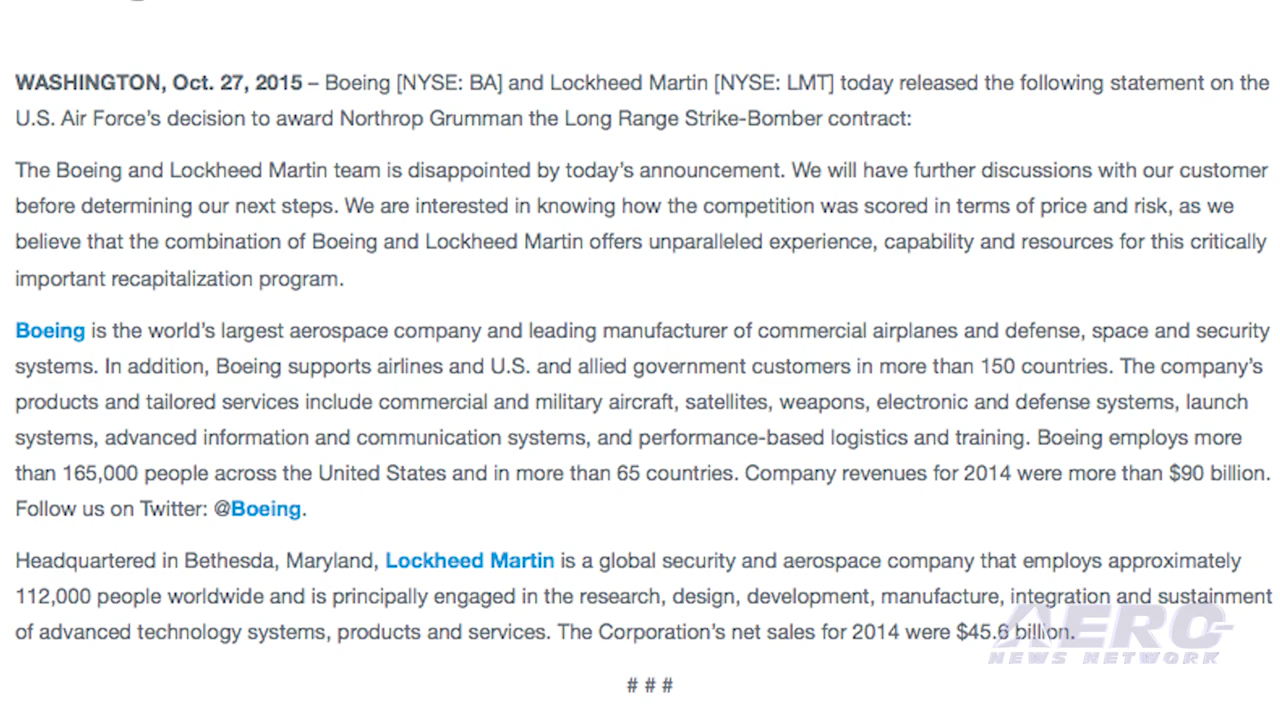 WASHINGTON, Oct. 27, 2015 – Boeing [NYSE: BA] and Lockheed Martin [NYSE: LMT] today released the following statement on the
U.S. Air Force’s decision to award Northrop Grumman the Long Range Strike-Bomber contract:
The Boeing and Lockheed Martin team is disappointed by today’s announcement. We will have further discussions with our customer
before determining our next steps. We are interested in knowing how the competition was scored in terms of price and risk, as we
believe that the combination of Boeing and Lockheed Martin offers unparalleled experience, capability and resources for this critically
important recapitalization program.
Boeing is the world’s largest aerospace company and leading manufacturer of commercial airplanes and defense, space and security
systems. In addition, Boeing supports airlines and U.S. and allied government customers in more than 150 countries. The company’s
products and tailored services include commercial and military aircraft, satellites, weapons, electronic and defense systems, launch
systems, advanced information and communication systems, and performance-based logistics and training. Boeing employs more
than 165,000 people across the United States and in more than 65 countries. Company revenues for 2014 were more than $90 billion.
Follow us on Twitter: @Boeing.
Headquartered in Bethesda, Maryland, Lockheed Martin is a global security and aerospace company that employs approximately
112,000 people worldwide and is principally engaged in the research, design, development, manufacture, integration and sustainment
of advanced technology systems, products and services. The Corporation’s net sales for 2014 were $45.6 billion.
AERO
NEWS NETWORK
# # #